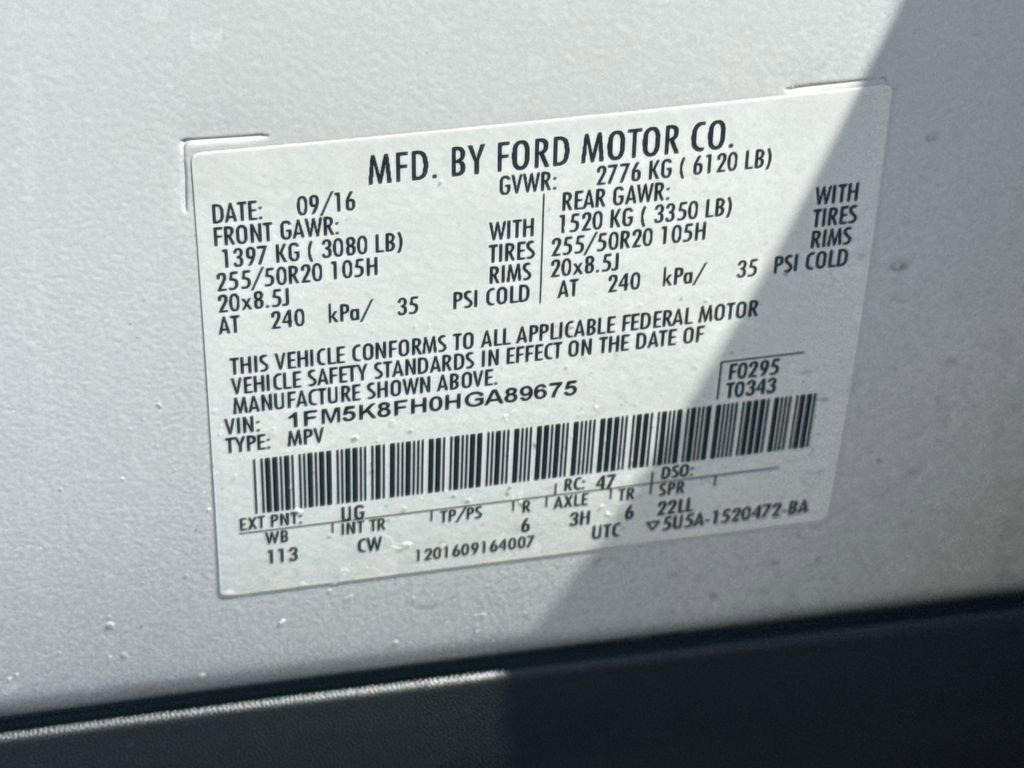 MFD. BY FORD MOTOR CO.
DATE: 09/16 GVWR: 2776 KG ( 6120 LB)
FRONT GAWR: REAR GAWR:
1397 KG ( 3080 LB) WITH 1520 KG ( 3350 LB) WITH
255/50R20 105H TIRES 255/50R20 105H TIRES
20x8.5J RIMS 20x8.5J RIMS
AT 240 kPa/ 35 PSI COLD AT 240 kPa/ 35 PSI COLD
THIS VEHICLE CONFORMS TO ALL APPLICABLE FEDERAL MOTOR
VEHICLE SAFETY STANDARDS IN EFFECT ON THE DATE OF
MANUFACTURE SHOWN ABOVE.
F0295
VIN: 1FM5K8FH0HGA89675
T0343
TYPE: MPV
EXT PNT: UG RC: 47 DSO:
WB INT TR TP/PS R AXLE TR SPR
113 CW 6 3H 6 22LL
1201609164007 UTC ▽5U5A-1520472-BA